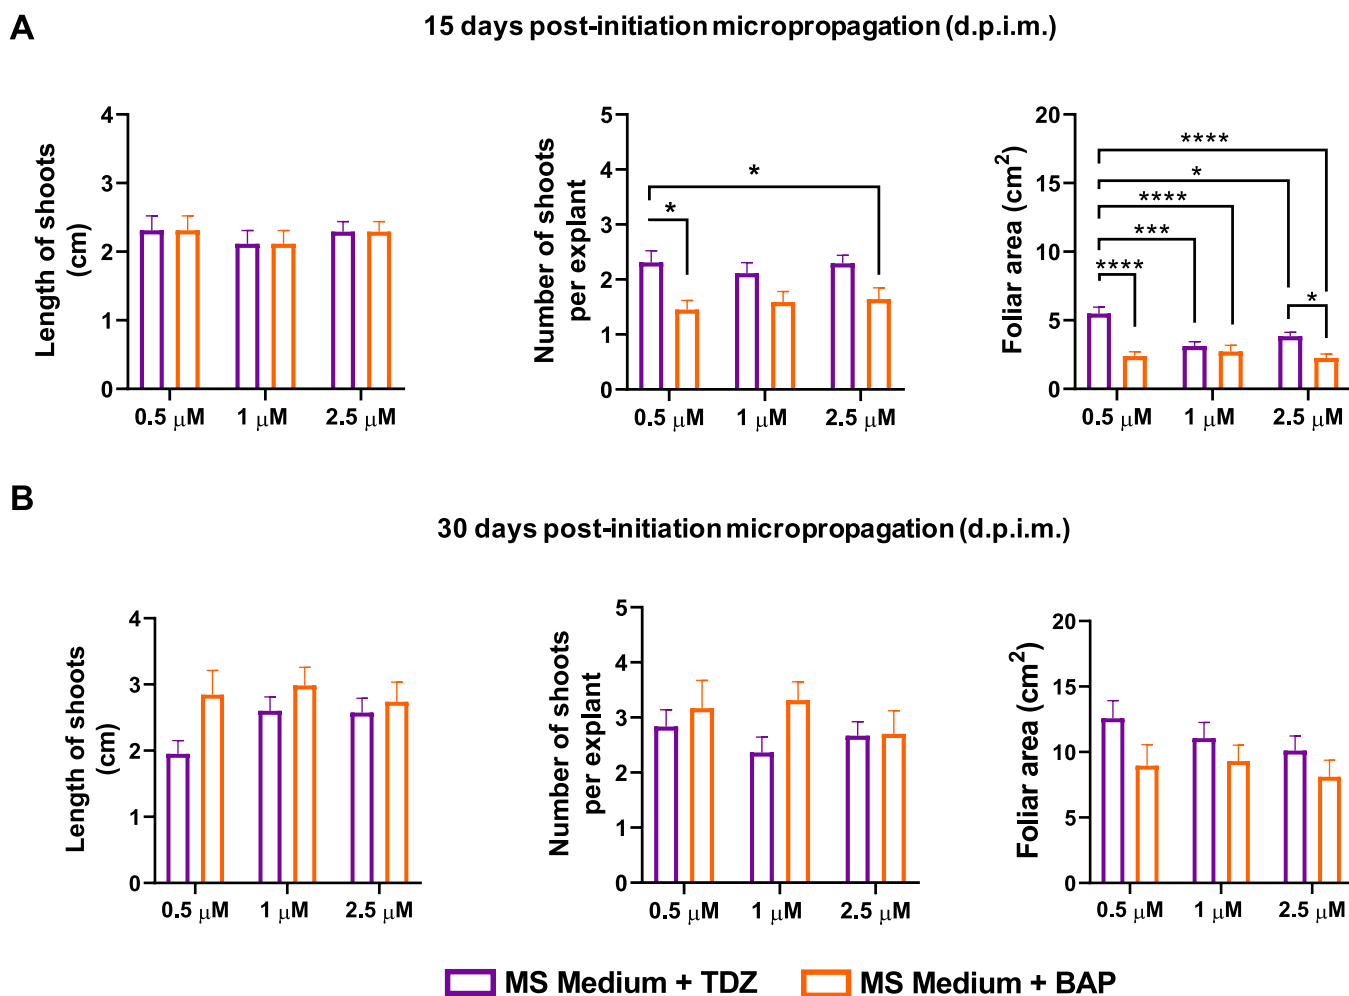 A
15 days post-initiation micropropagation (d.p.i.m.)
Length of shoots
(cm)
4
3
2
1
0
0.5 μM
1 μM
2.5 μM
Number of shoots
per explant
5
4
3
2
1
0
*
*
0.5 μM
1 μM
2.5 μM
Foliar area (cm²)
20
15
10
5
0
****
*
****
***
****
*
0.5 μM
1 μM
2.5 μM
B
30 days post-initiation micropropagation (d.p.i.m.)
Length of shoots
(cm)
4
3
2
1
0
0.5 μM
1 μM
2.5 μM
Number of shoots
per explant
5
4
3
2
1
0
0.5 μM
1 μM
2.5 μM
Foliar area (cm²)
20
15
10
5
0
0.5 μM
1 μM
2.5 μM
MS Medium + TDZ
MS Medium + BAP